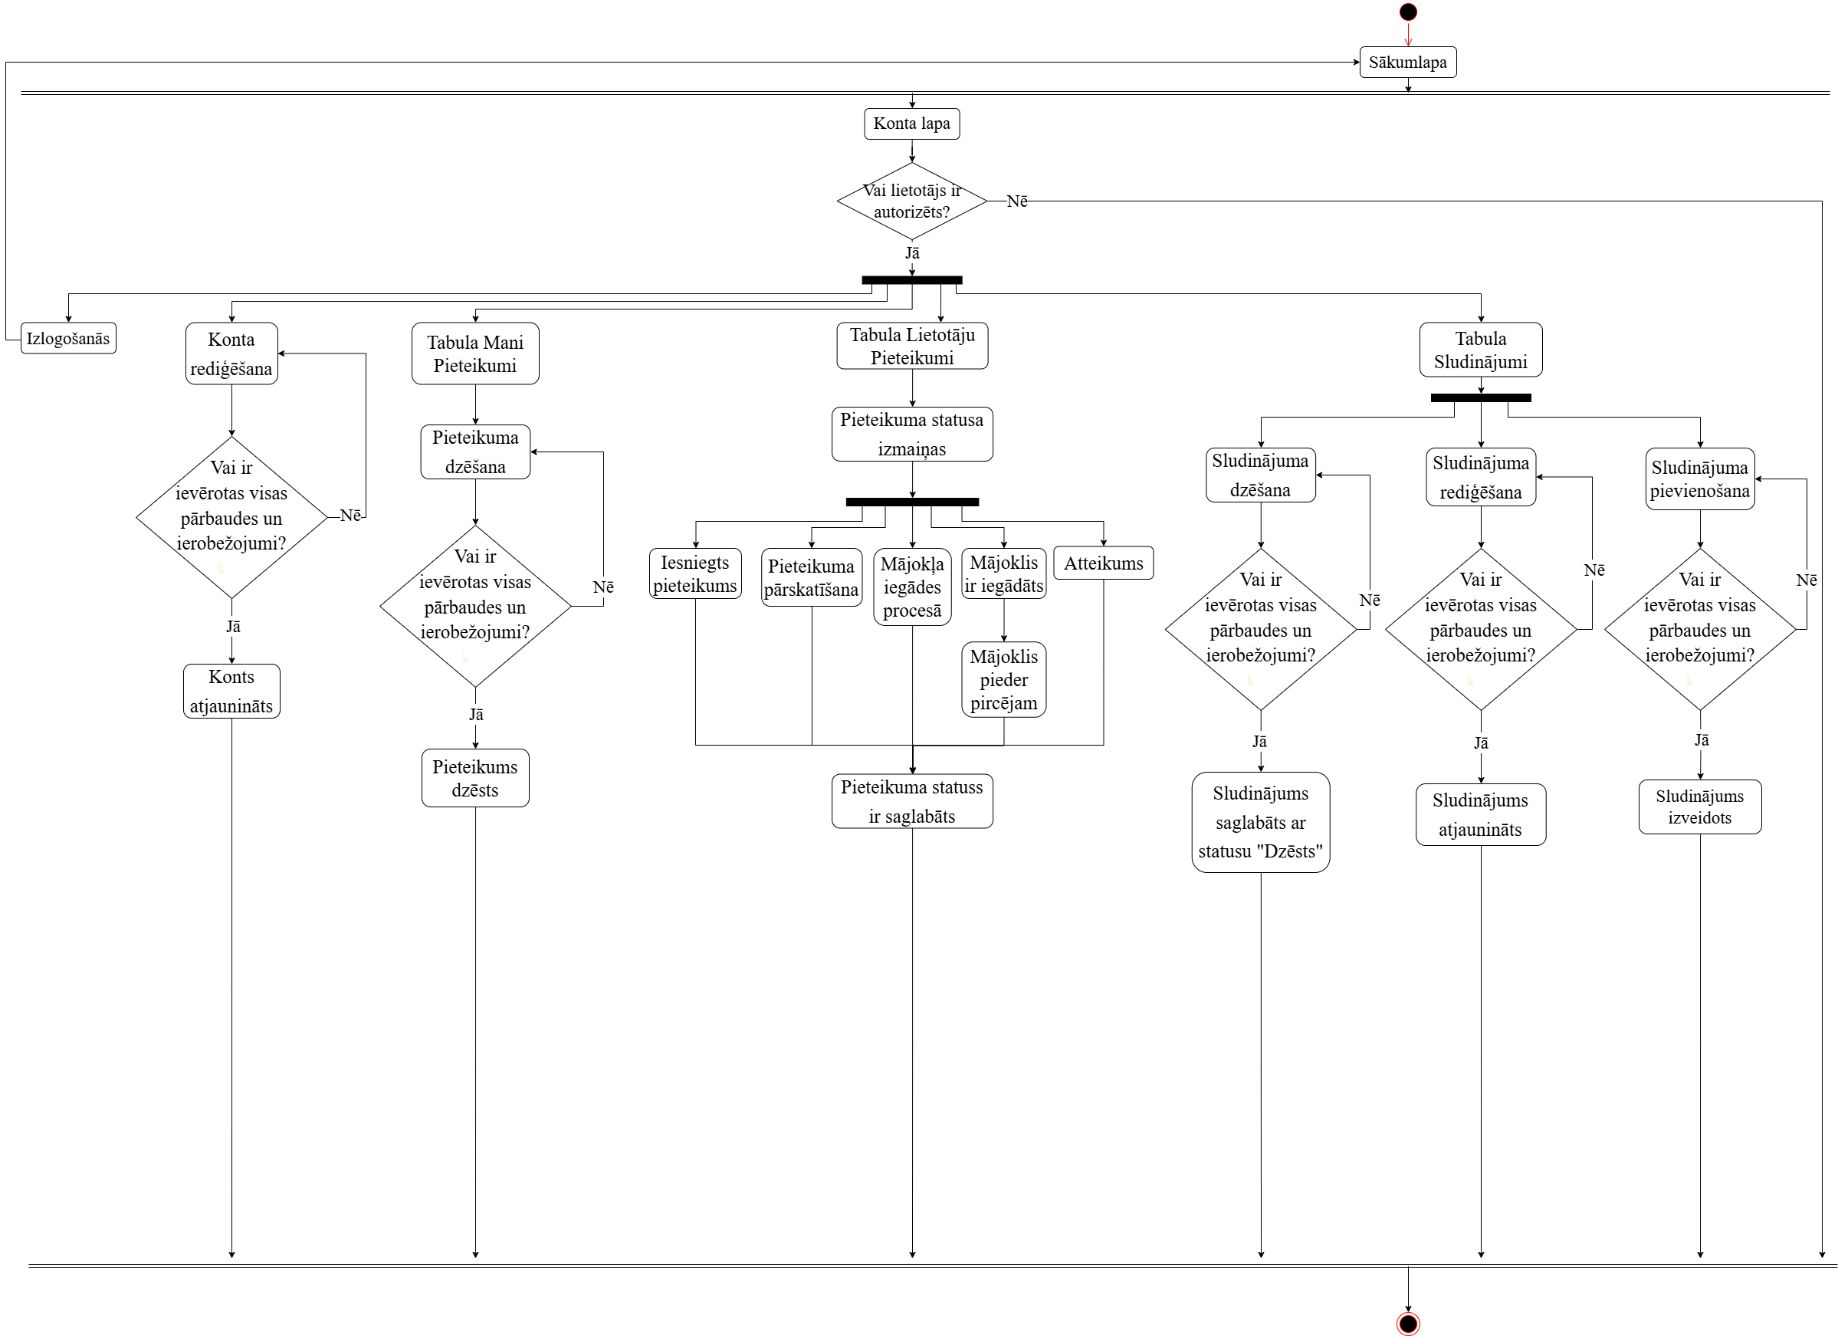 Sākumlapa
Konta lapa
Vai lietotājs ir
autorizēts?
Nē
Jā
Izlogošanās
Konta
rediģēšana
Vai ir
ievērotas visas
pārbaudes un
ierobežojumi?
Nē
Jā
Konts
atjaunināts
Tabula Mani
Pieteikumi
Pieteikuma
dzēšana
Vai ir
ievērotas visas
pārbaudes un
ierobežojumi?
Nē
Jā
Pieteikums
dzēsts
Tabula Lietotāju
Pieteikumi
Pieteikuma statusa
izmaiņas
Iesniegts
pieteikums
Pieteikuma
pārskatīšana
Mājokļa
iegādes
procesā
Mājoklis
ir iegādāts
Mājoklis
pieder
pircējam
Atteikums
Pieteikuma statuss
ir saglabāts
Tabula
Sludinājumi
Sludinājuma
dzēšana
Vai ir
ievērotas visas
pārbaudes un
ierobežojumi?
Nē
Jā
Sludinājums
saglabāts ar
statusu "Dzēsts"
Sludinājuma
rediģēšana
Vai ir
ievērotas visas
pārbaudes un
ierobežojumi?
Nē
Jā
Sludinājums
atjaunināts
Sludinājuma
pievienošana
Vai ir
ievērotas visas
pārbaudes un
ierobežojumi?
Nē
Jā
Sludinājums
izveidots